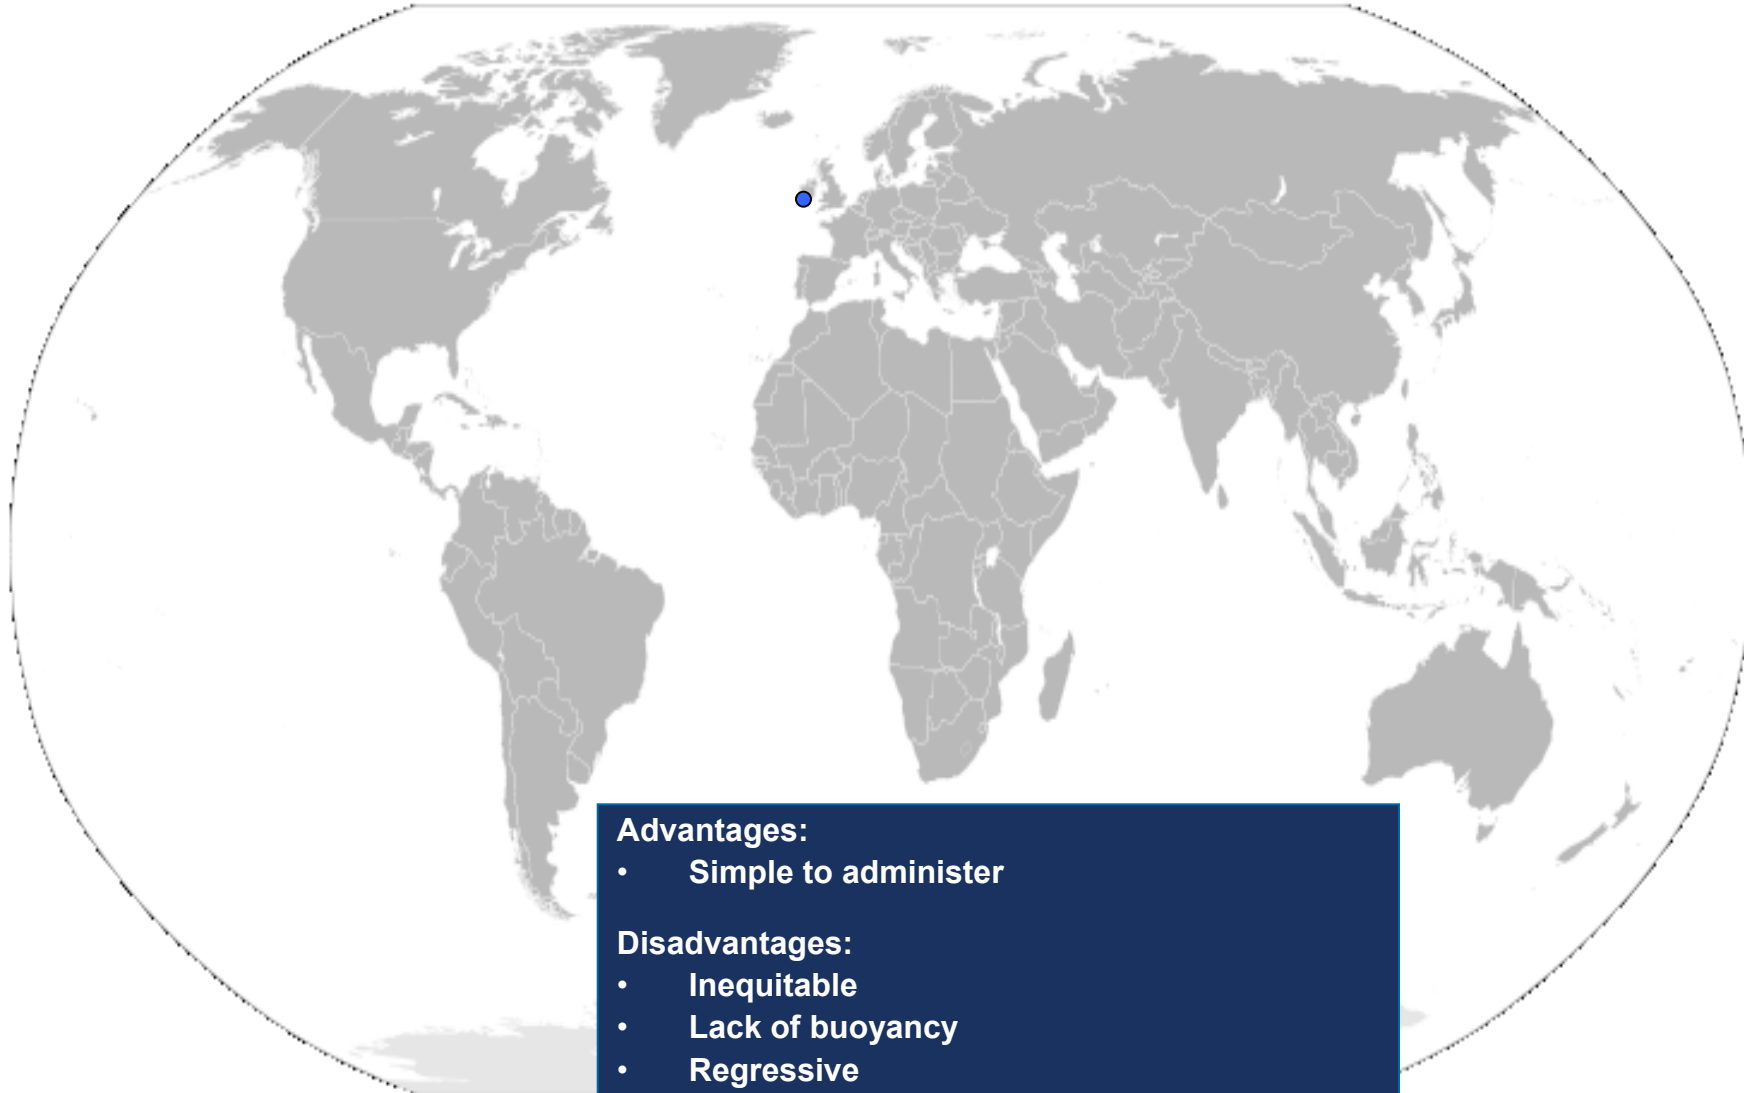 Advantages:
• Simple to administer
Disadvantages:
• Inequitable
• Lack of buoyancy
• Regressive